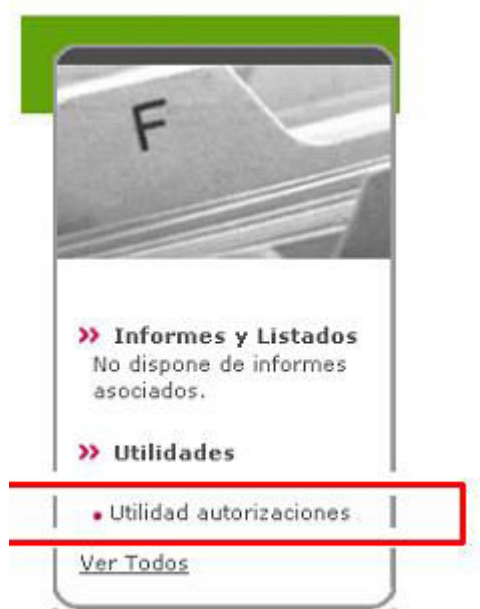 F
» Informes y Listados
No dispone de informes
asociados.
» Utilidades
• Utilidad autorizaciones
Ver Todos